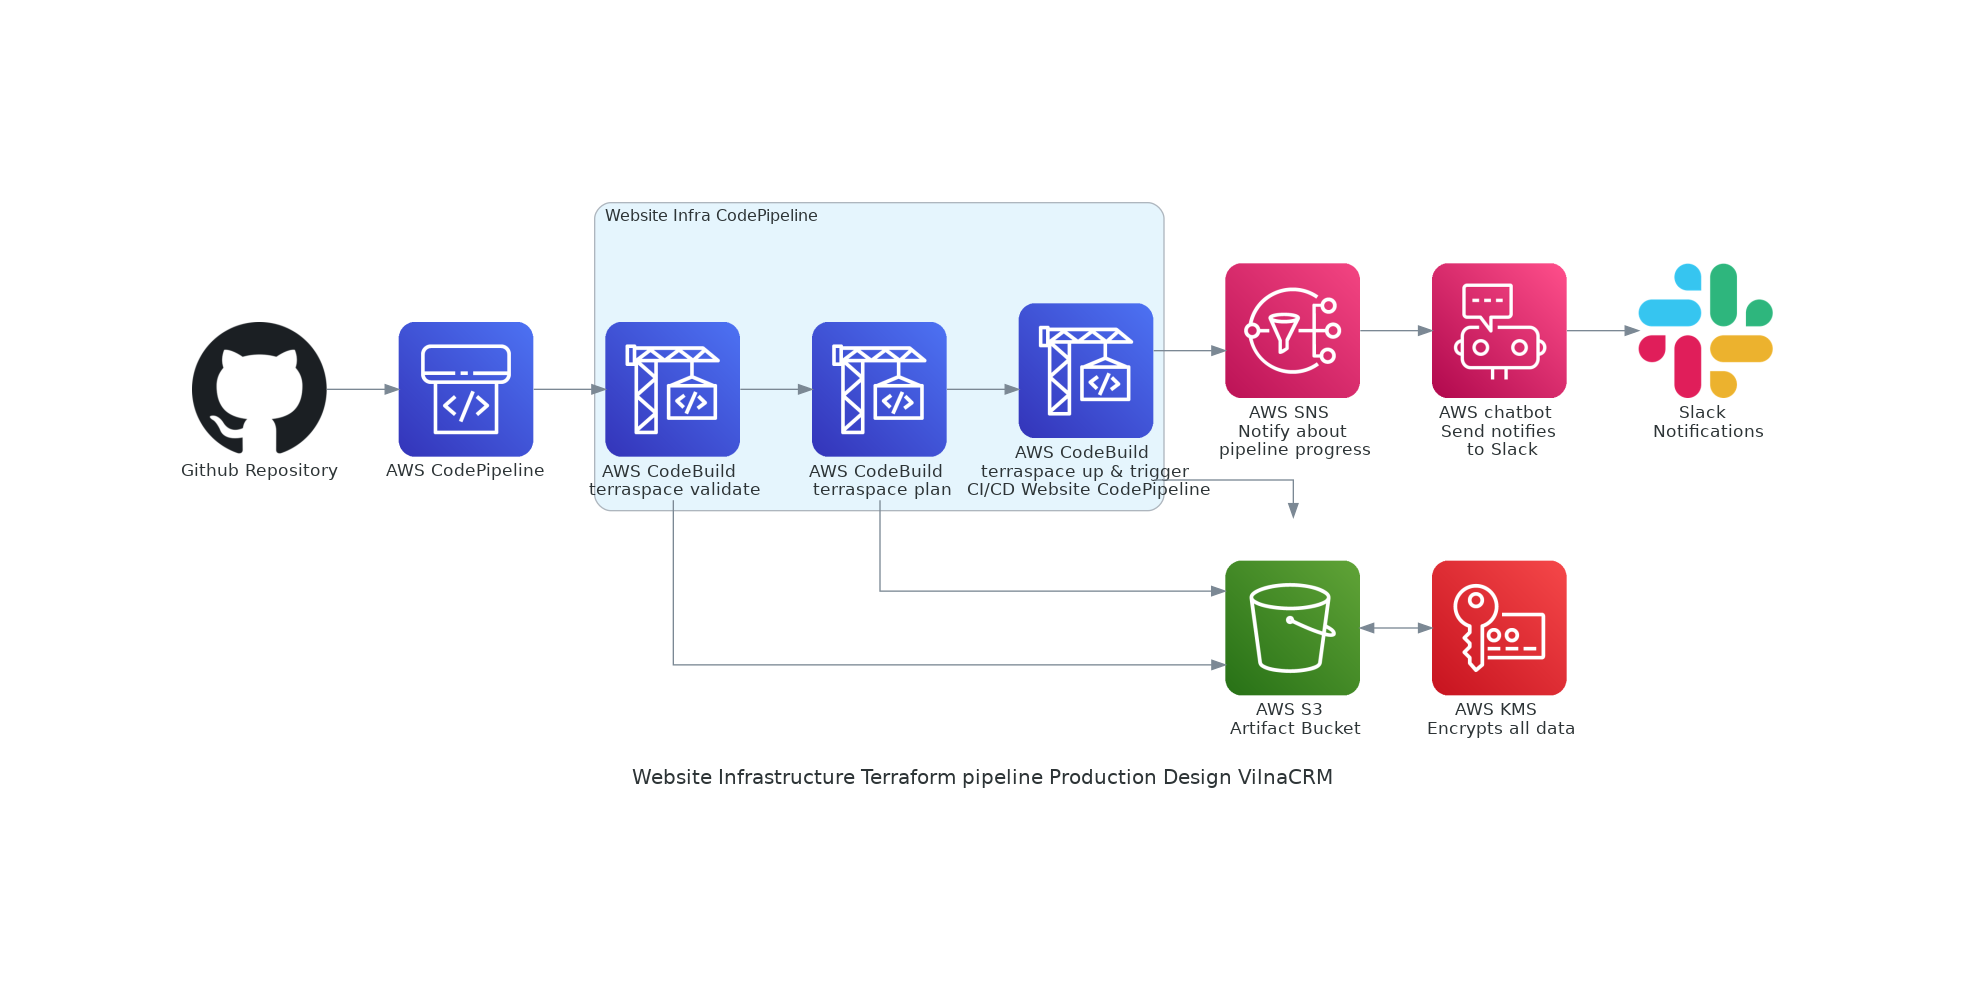 Website Infra CodePipeline
Github Repository
AWS CodePipeline
AWS CodeBuild
terraspace validate
AWS CodeBuild
terraspace plan
AWS CodeBuild
terraspace up & trigger
CI/CD Website CodePipeline
AWS SNS
Notify about
pipeline progress
AWS chatbot
Send notifies
to Slack
Slack
Notifications
AWS S3
Artifact Bucket
AWS KMS
Encrypts all data
Website Infrastructure Terraform pipeline Production Design VilnaCRM